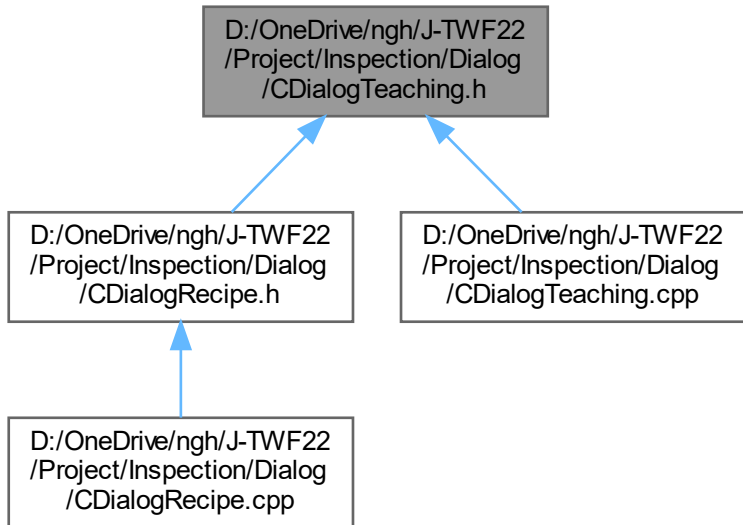 D:/OneDrive/ngh/J-TWF22
/Project/Inspection/Dialog
/CDialogTeaching.h
D:/OneDrive/ngh/J-TWF22
/Project/Inspection/Dialog
/CDialogRecipe.h
D:/OneDrive/ngh/J-TWF22
/Project/Inspection/Dialog
/CDialogTeaching.cpp
D:/OneDrive/ngh/J-TWF22
/Project/Inspection/Dialog
/CDialogRecipe.cpp